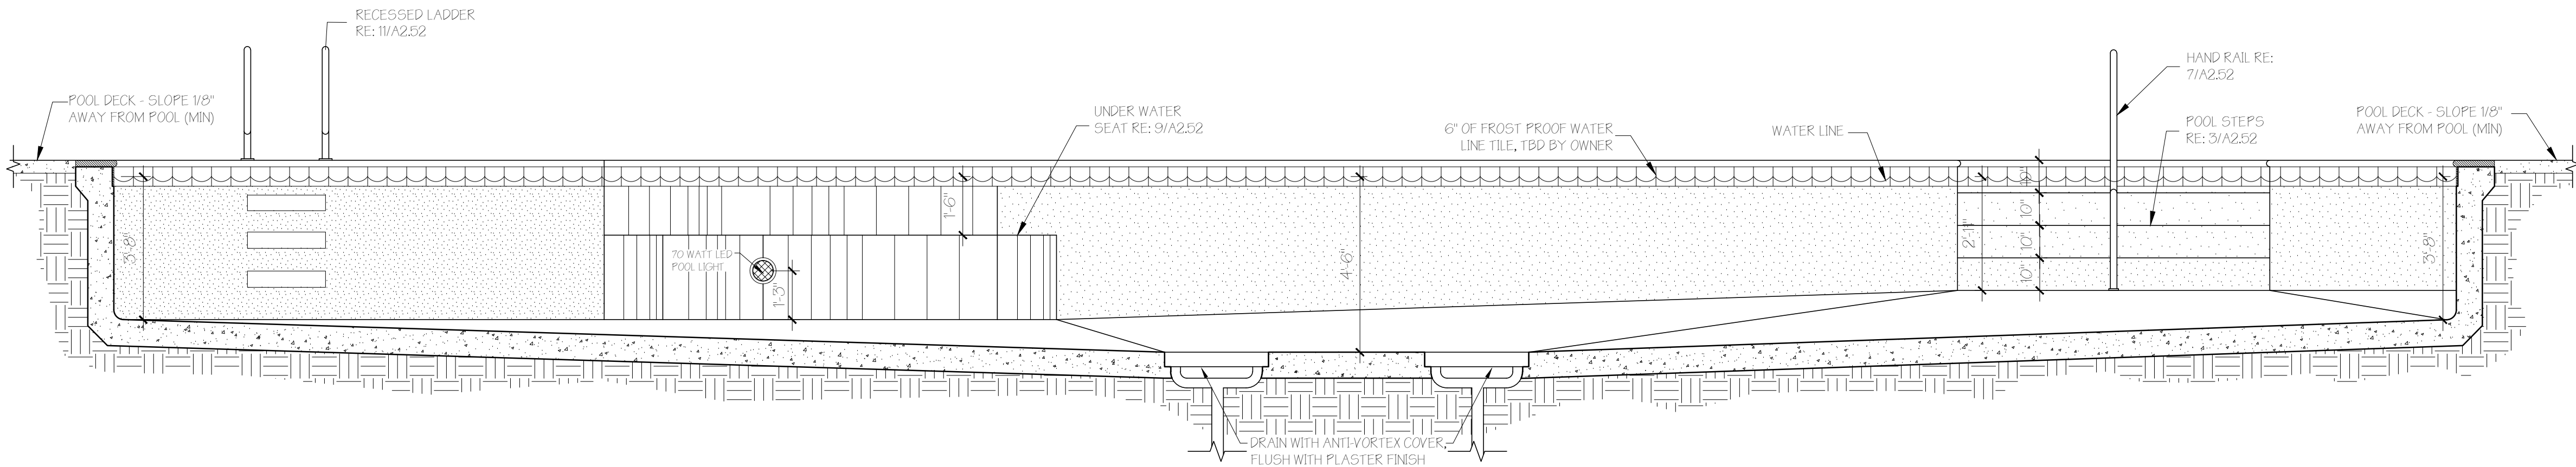 RECESSED LADDER
RE: 11/A2.52
POOL DECK - SLOPE 1/8"
AWAY FROM POOL (MIN)
UNDER WATER
SEAT RE: 9/A2.52
6" OF FROST PROOF WATER
LINE TILE, TBD BY OWNER
WATER LINE
HAND RAIL RE:
7/A2.52
POOL STEPS
RE: 3/A2.52
POOL DECK - SLOPE 1/8"
AWAY FROM POOL (MIN)
3'-8"
1'-6"
70 WATT LED
POOL LIGHT
1'-3"
4'-6"
2'-11"
10"
10"
10"
10"
3'-8"
DRAIN WITH ANTI-VORTEX COVER,
FLUSH WITH PLASTER FINISH